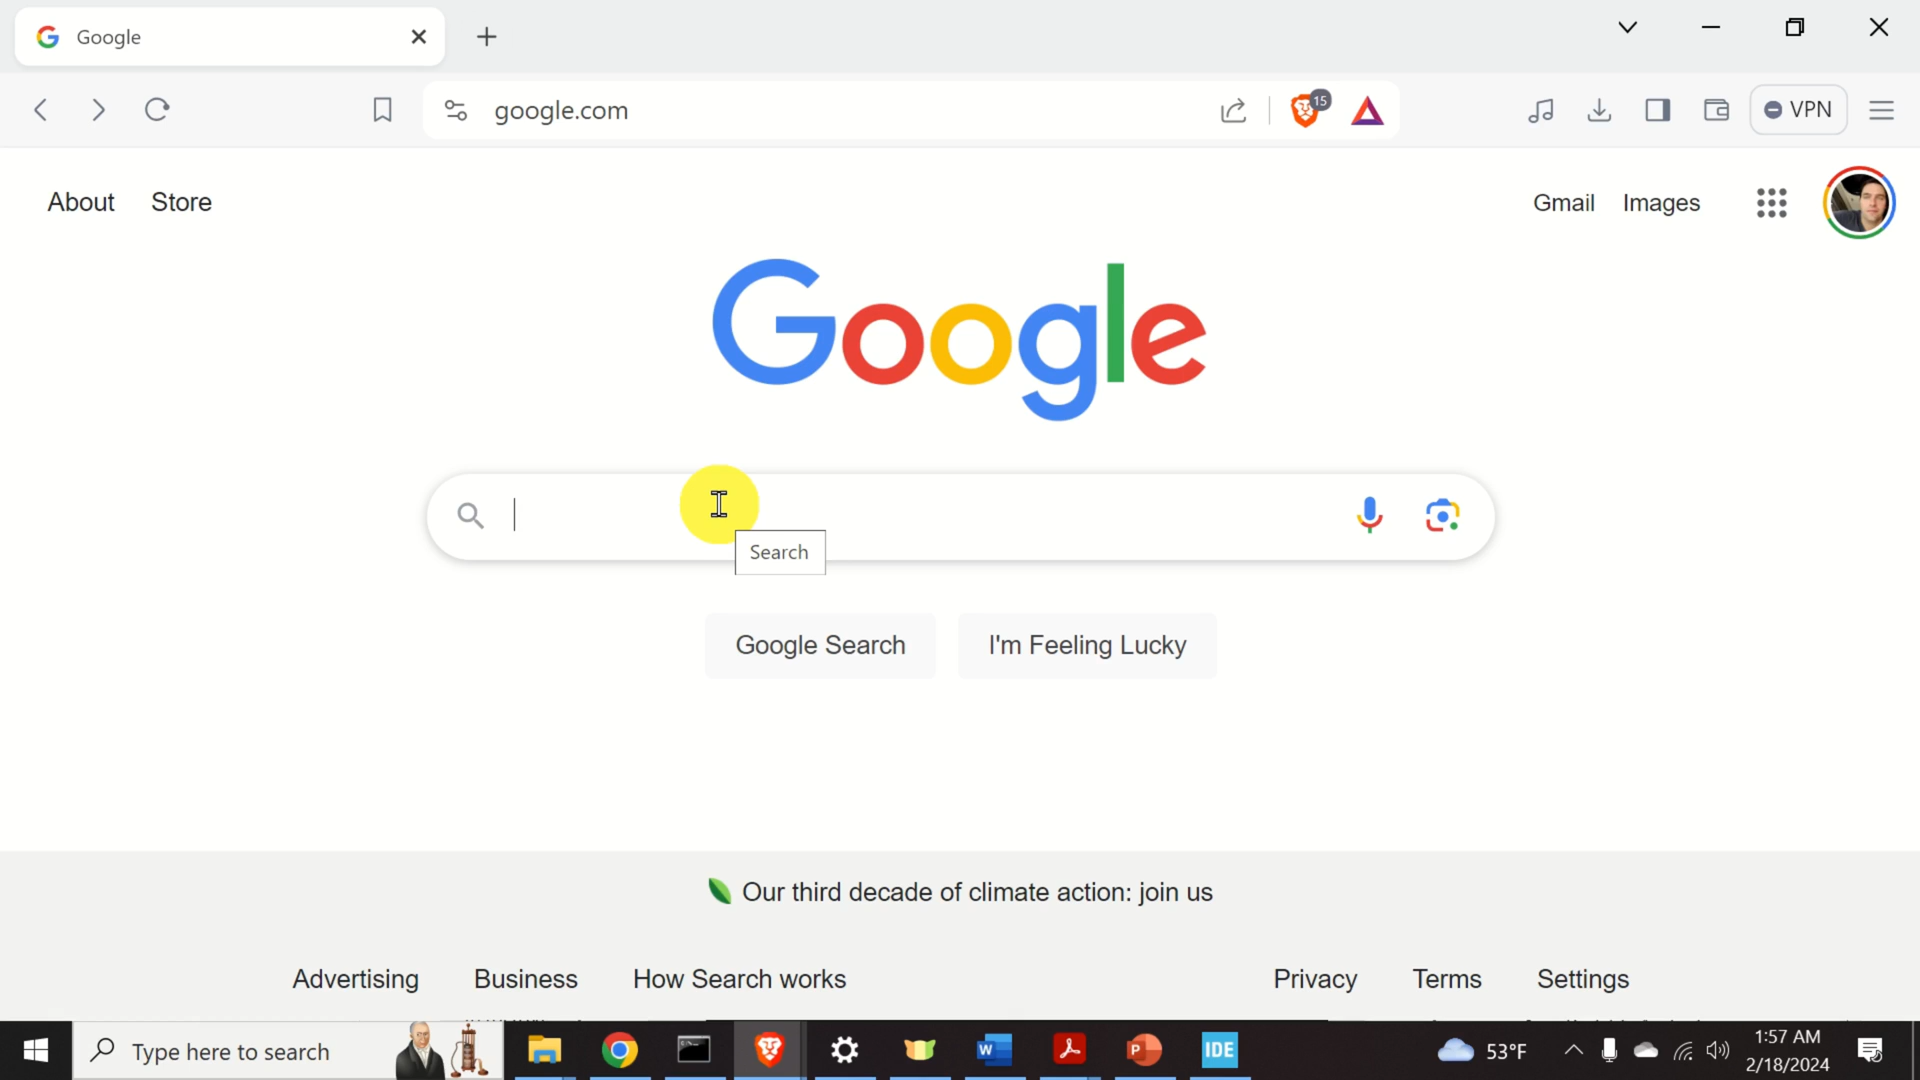 Google
google.com
15
VPN
About
Store
Gmail
Images
Google
Search
Google Search
I'm Feeling Lucky
Our third decade of climate action: join us
Advertising
Business
How Search works
Privacy
Terms
Settings
Type here to search
W
P
IDE
53°F
1:57 AM
2/18/2024